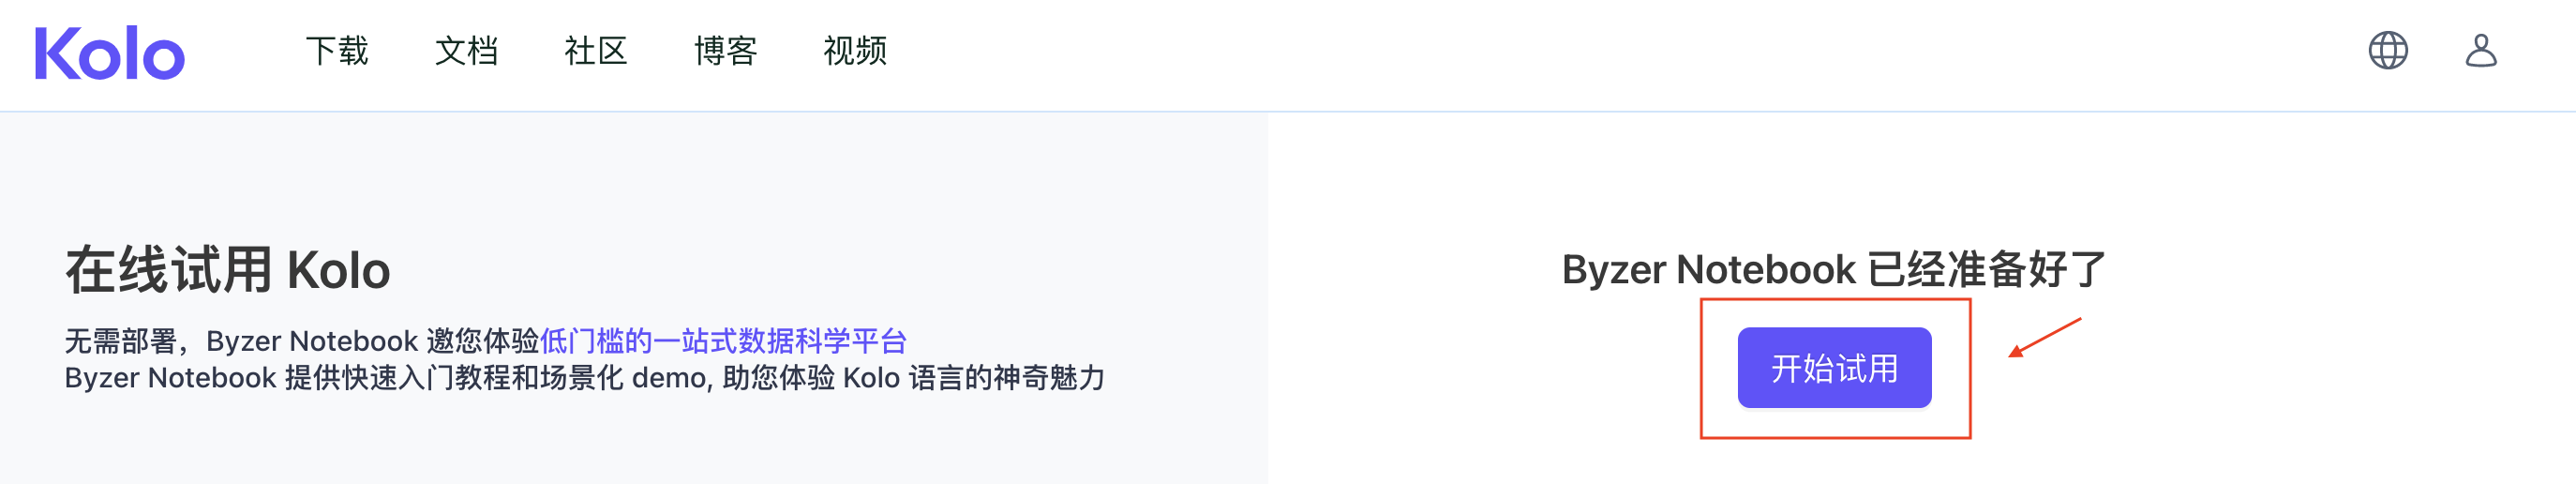 Kolo 下载 文档 社区 博客 视频
在线试用 Kolo
无需部署，Byzer Notebook 邀您体验低门槛的一站式数据科学平台
Byzer Notebook 提供快速入门教程和场景化 demo, 助您体验 Kolo 语言的神奇魅力
Byzer Notebook 已经准备好了
开始试用